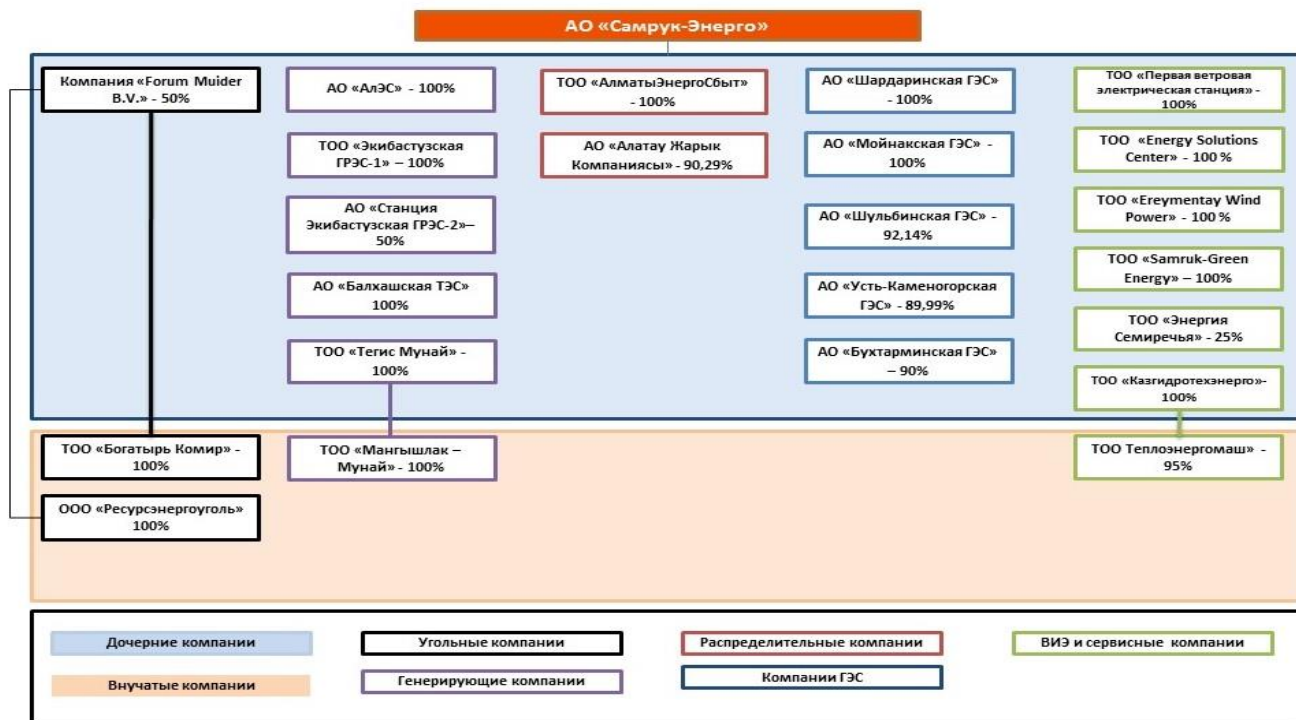 АО «Самрук-Энерго»
Компания «Forum Muider
B.V.» - 50%
ТОО «Богатырь Комир» -
100%
ООО «Ресурсэнергоуголь»
100%
АО «АлЭС» - 100%
ТОО «Экибастузская
ГРЭС-1» – 100%
АО «Станция
Экибастузская ГРЭС-2»–
50%
АО «Балхашская ТЭС»
100%
ТОО «Тегис Мунай» -
100%
ТОО «Мангышлак –
Мунай» - 100%
ТОО «АлматыЭнергоСбыт»
- 100%
АО «Алатау Жарык
Компаниясы» - 90,29%
АО «Шардаринская ГЭС»
- 100%
АО «Мойнакская ГЭС» -
100%
АО «Шульбинская ГЭС» -
92,14%
АО «Усть-Каменогорская
ГЭС» - 89,99%
АО «Бухтарминская ГЭС»
– 90%
ТОО «Первая ветровая
электрическая станция» -
100%
ТОО «Energy Solutions
Center» - 100 %
ТОО «Ereymentay Wind
Power» - 100 %
ТОО «Samruk-Green
Energy» – 100%
ТОО «Энергия
Семиречья» - 25%
ТОО «Казгидротехэнерго»-
100%
ТОО Теплоэнергомаш» -
95%
Дочерние компании
Угольные компании
Распределительные компании
ВИЭ и сервисные компании
Внучатые компании
Генерирующие компании
Компании ГЭС